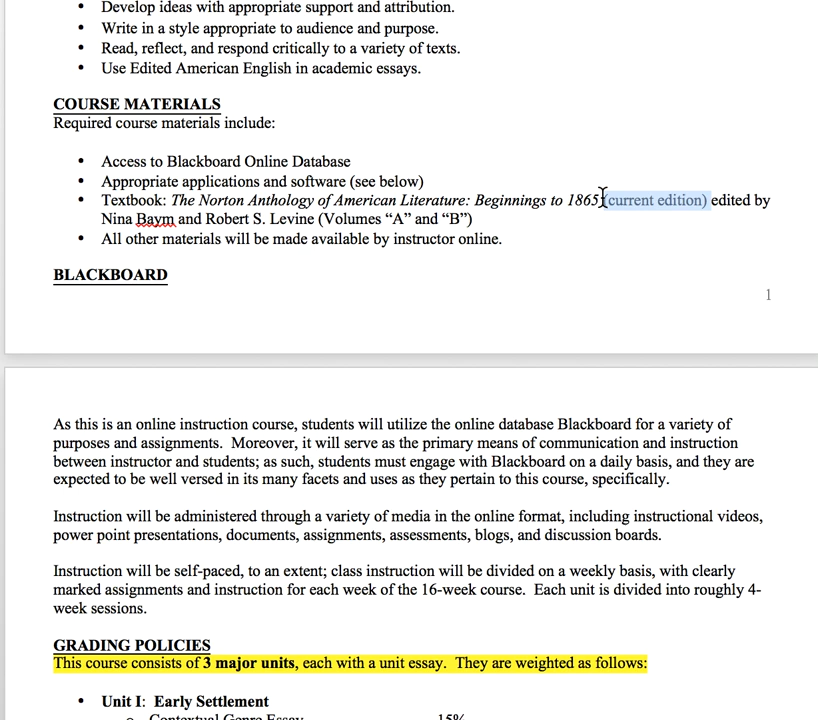 • Develop ideas with appropriate support and attribution.
• Write in a style appropriate to audience and purpose.
• Read, reflect, and respond critically to a variety of texts.
• Use Edited American English in academic essays.
COURSE MATERIALS
Required course materials include:
• Access to Blackboard Online Database
• Appropriate applications and software (see below)
• Textbook: The Norton Anthology of American Literature: Beginnings to 1865 (current edition) edited by
Nina Baym and Robert S. Levine (Volumes “A” and “B”)
• All other materials will be made available by instructor online.
BLACKBOARD
1
As this is an online instruction course, students will utilize the online database Blackboard for a variety of
purposes and assignments.  Moreover, it will serve as the primary means of communication and instruction
between instructor and students; as such, students must engage with Blackboard on a daily basis, and they are
expected to be well versed in its many facets and uses as they pertain to this course, specifically.
Instruction will be administered through a variety of media in the online format, including instructional videos,
power point presentations, documents, assignments, assessments, blogs, and discussion boards.
Instruction will be self-paced, to an extent; class instruction will be divided on a weekly basis, with clearly
marked assignments and instruction for each week of the 16-week course.  Each unit is divided into roughly 4-
week sessions.
GRADING POLICIES
This course consists of 3 major units, each with a unit essay.  They are weighted as follows:
• Unit I:  Early Settlement
o Contextual Genre Essay 15%